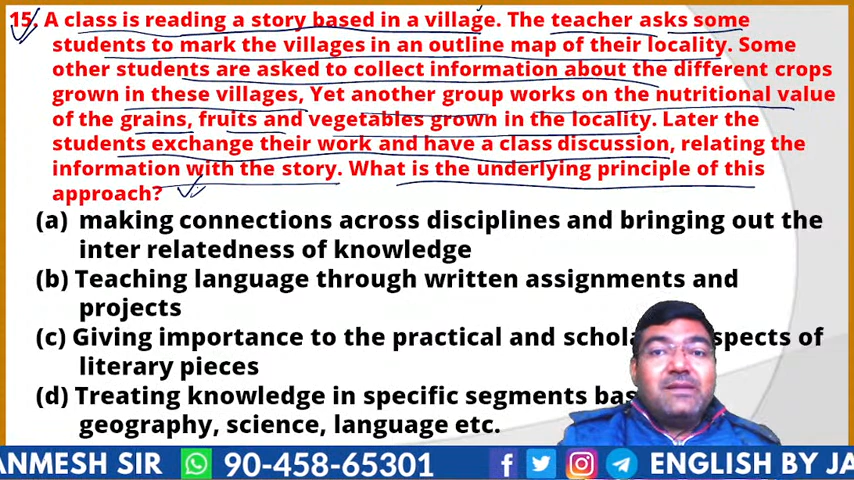 15. A class is reading a story based in a village. The teacher asks some
students to mark the villages in an outline map of their locality. Some
other students are asked to collect information about the different crops
grown in these villages, Yet another group works on the nutritional value
of the grains, fruits and vegetables grown in the locality. Later the
students exchange their work and have a class discussion, relating the
information with the story. What is the underlying principle of this
approach?
(a) making connections across disciplines and bringing out the
inter relatedness of knowledge
(b) Teaching language through written assignments and
projects
(c) Giving importance to the practical and spects of
literary pieces
(d) Treating knowledge in specific segments
geography, science, language etc.
ANMESH SIR 90-458-65301 ENGLISH BY JA